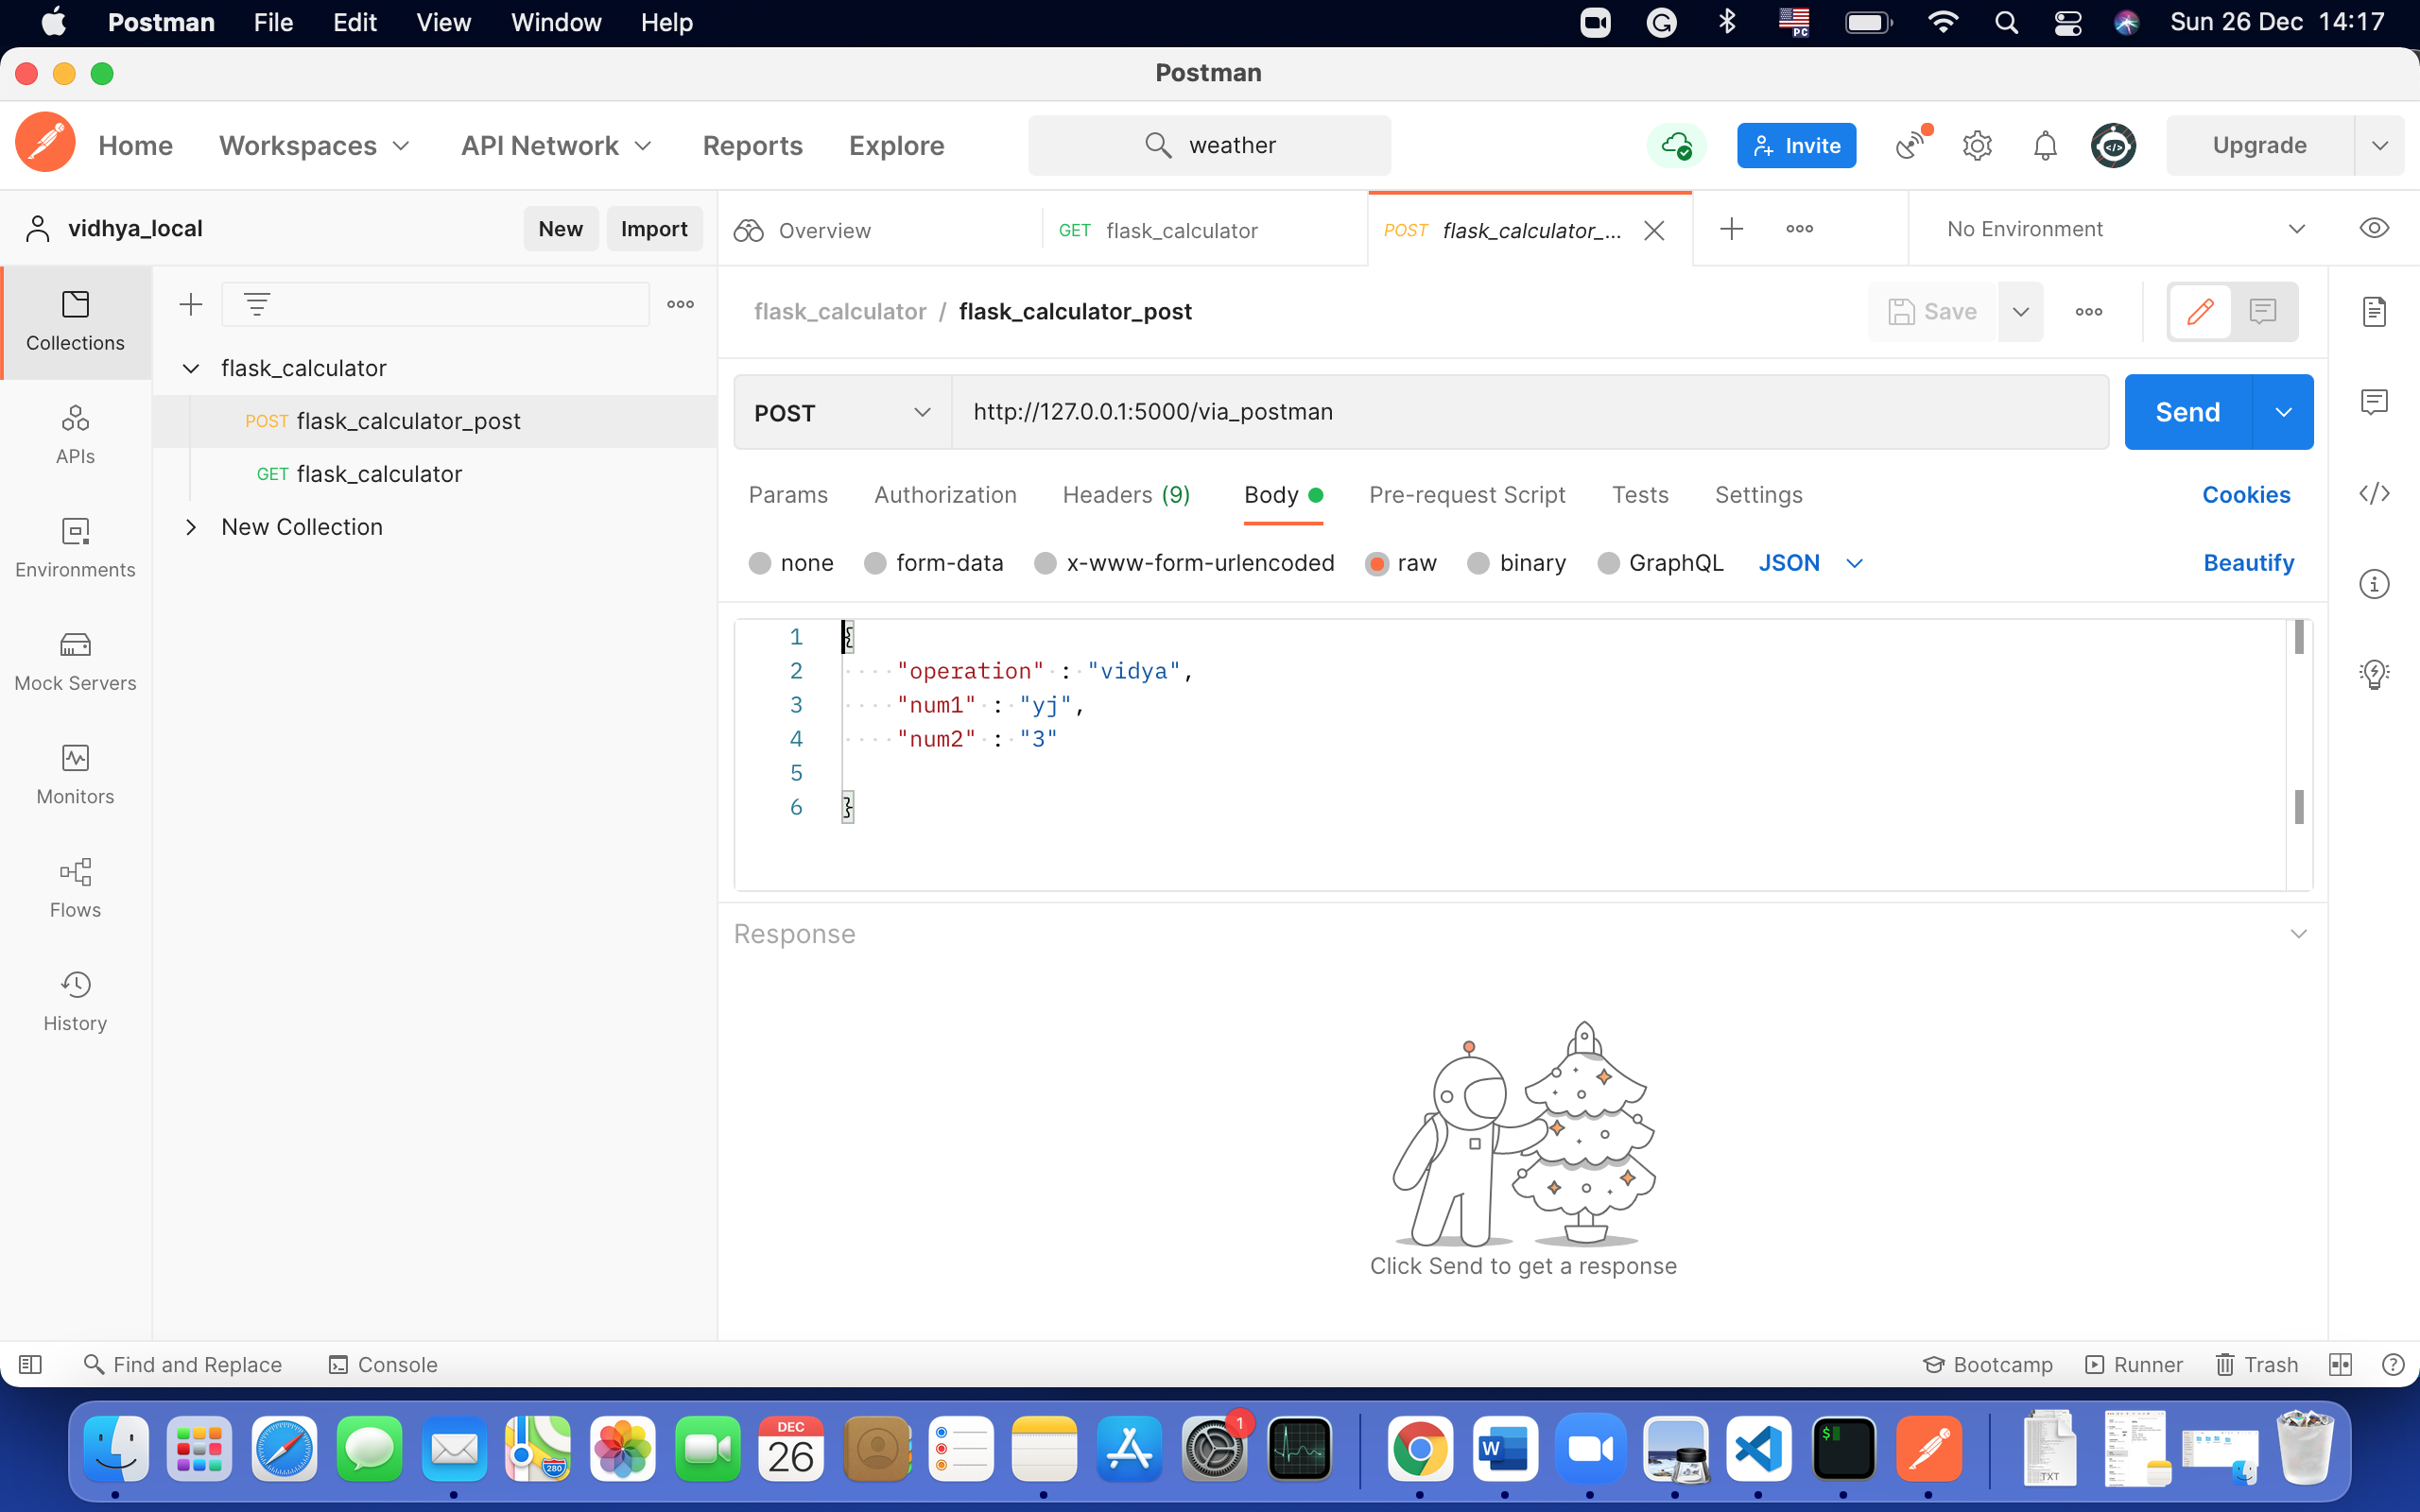 Postman File Edit View Window Help Sun 26 Dec 14:17
PC
Postman
Home Workspaces API Network Reports Explore weather Invite Upgrade
vidhya_local New Import Overview GET flask_calculator POST flask_calculator_... No Environment
Collections
flask_calculator / flask_calculator_post Save
flask_calculator
POST flask_calculator_post
GET flask_calculator
New Collection
APIs
Environments
Mock Servers
Monitors
Flows
History
POST http://127.0.0.1:5000/via_postman Send
Params Authorization Headers (9) Body Pre-request Script Tests Settings Cookies
none form-data x-www-form-urlencoded raw binary GraphQL JSON Beautify
1 {
2 "operation" : "vidya",
3 "num1" : "yj",
4 "num2" : "3"
5
6 }
Response
Click Send to get a response
Find and Replace Console Bootcamp Runner Trash
DEC
26
280
1
W
$
TXT